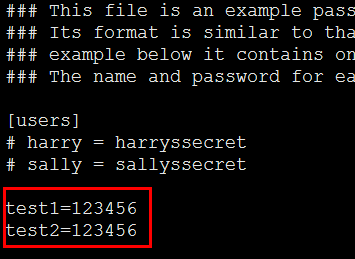 ### This file is an example pass
### Its format is similar to tha
### example below it contains on
### The name and password for ea
[users]
# harry = harryssecret
# sally = sallyssecret
test1=123456
test2=123456